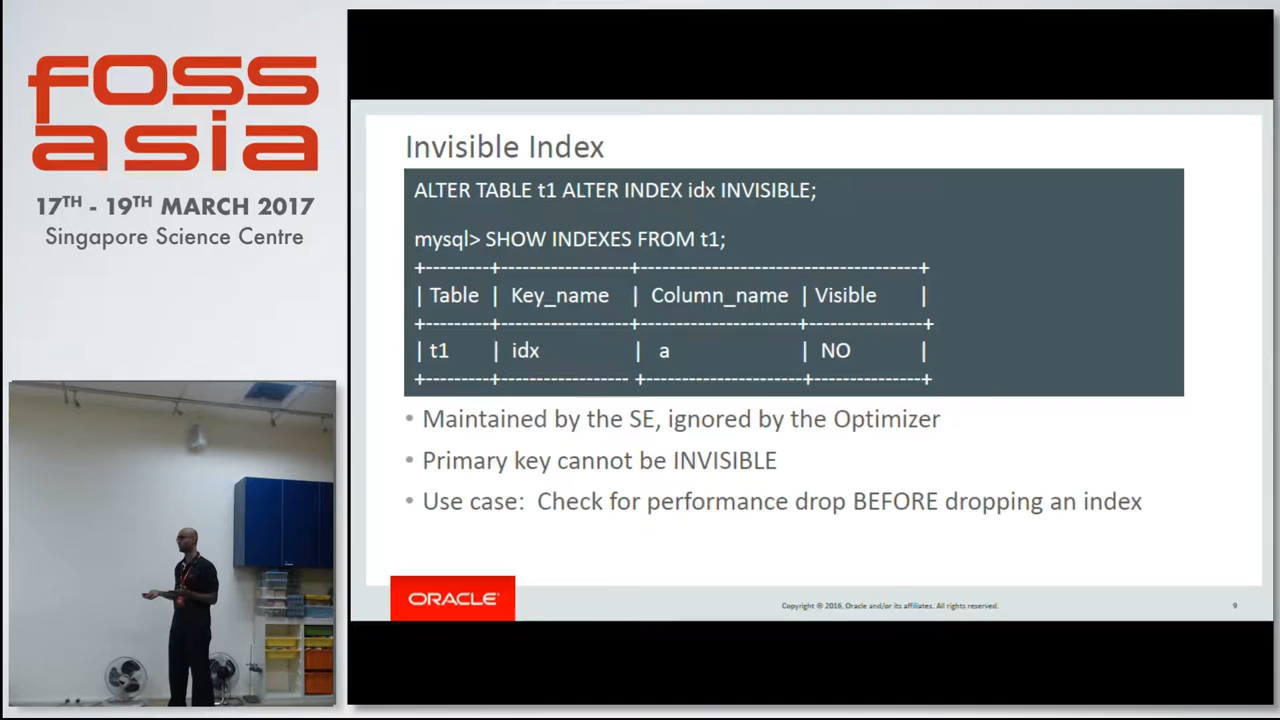 foss
asia
17TH - 19TH MARCH 2017
Singapore Science Centre
Invisible Index
ALTER TABLE t1 ALTER INDEX idx INVISIBLE;
mysql> SHOW INDEXES FROM t1;
+---------+-----------------+---------------------------------------+
| Table | Key_name | Column_name | Visible |
+---------+-----------------+----------------------+----------------+
| t1 | idx | a | NO |
+---------+----------------- +----------------------+---------------+
• Maintained by the SE, ignored by the Optimizer
• Primary key cannot be INVISIBLE
• Use case: Check for performance drop BEFORE dropping an index
ORACLE
Copyright © 2016, Oracle and/or its affiliates. All rights reserved.
9